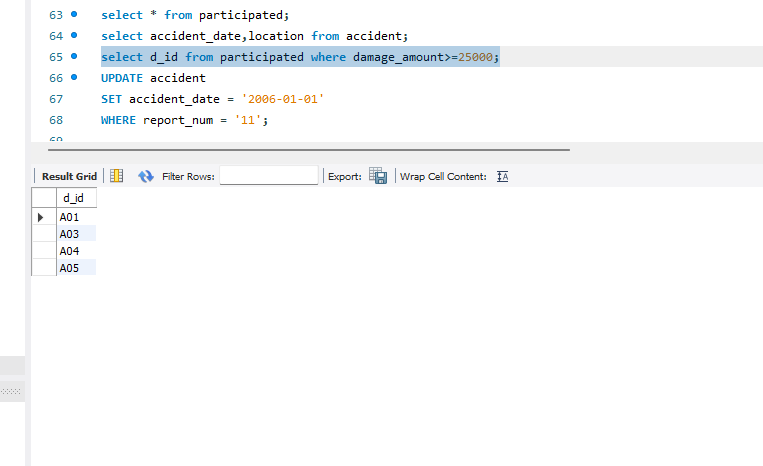 63 select * from participated;
64 select accident_date,location from accident;
65 select d_id from participated where damage_amount>=25000;
66 UPDATE accident
67 SET accident_date = '2006-01-01'
68 WHERE report_num = '11';
69
Result Grid Filter Rows: Export: Wrap Cell Content: IA
d_id
A01
A03
A04
A05